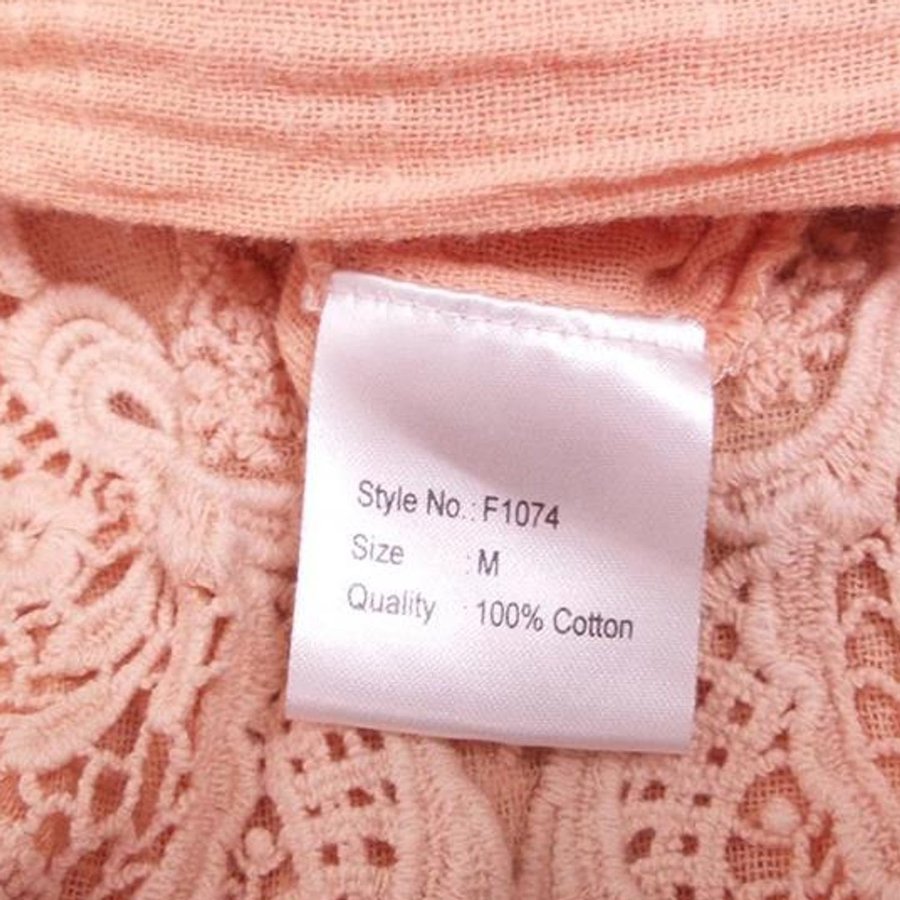 Style No.: F1074
Size : M
Quality : 100% Cotton